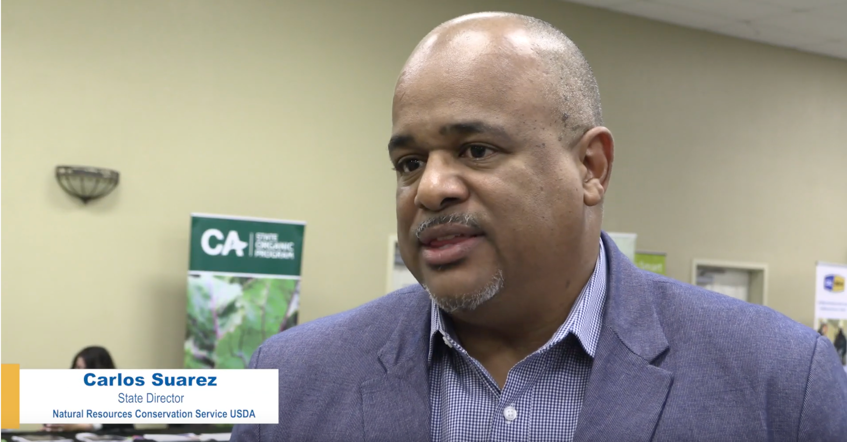 CA STATE
ORGANIC
PROGRAM
Carlos Suarez
State Director
Natural Resources Conservation Service USDA